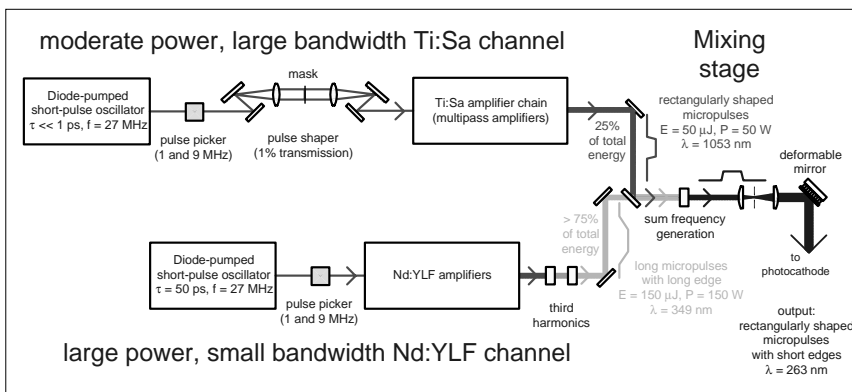 moderate power, large bandwidth Ti:Sa channel
Mixing
stage
Diode-pumped
short-pulse oscillator
τ << 1 ps, f = 27 MHz
pulse picker
(1 and 9 MHz)
mask
pulse shaper
(1% transmission)
Ti:Sa amplifier chain
(multipass amplifiers)
25%
of total
energy
rectangularly shaped
micropulses
E = 50 μJ, P = 50 W
λ = 1053 nm
deformable
mirror
> 75%
of total
energy
sum frequency
generation
to
photocathode
Diode-pumped
short-pulse oscillator
τ = 50 ps, f = 27 MHz
pulse picker
(1 and 9 MHz)
Nd:YLF amplifiers
third
harmonics
long micropulses
with long edge
E = 150 μJ, P = 150 W
λ = 349 nm
output:
rectangularly shaped
micropulses
with short edges
λ = 263 nm
large power, small bandwidth Nd:YLF channel